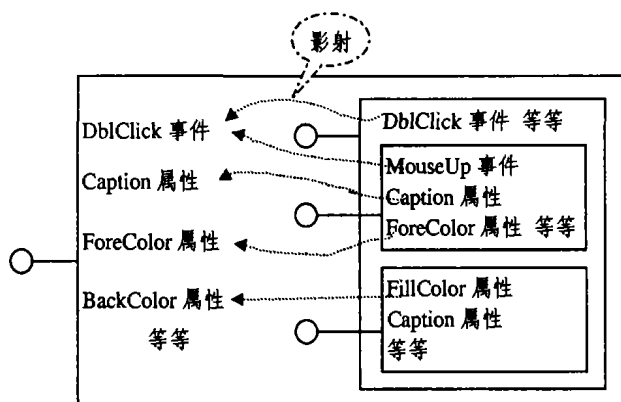 影射
DblClick 事件
Caption 属性
ForeColor 属性
BackColor 属性
等等
DblClick 事件 等等
MouseUp 事件
Caption 属性
ForeColor 属性 等等
FillColor 属性
Caption 属性
等等